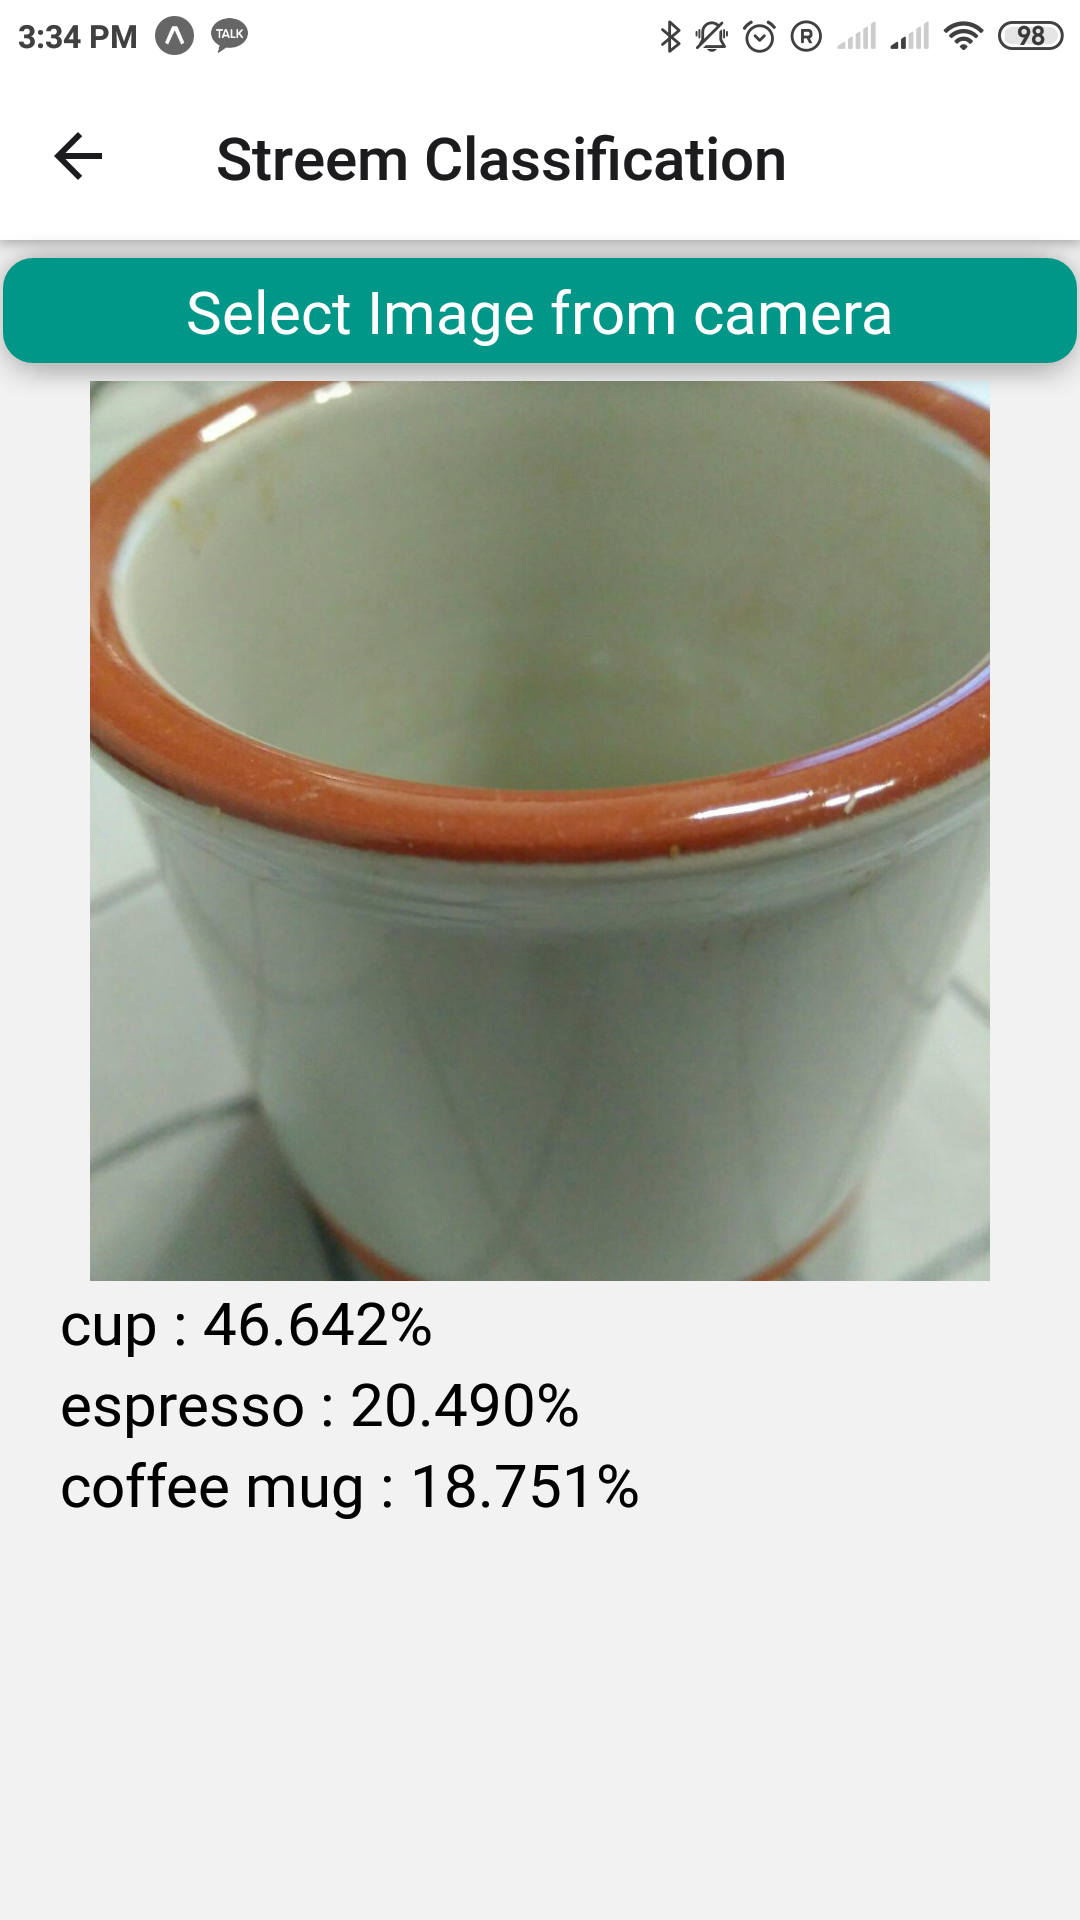 3:34 PM TALK R 98
Streem Classification
Select Image from camera
cup : 46.642%
espresso : 20.490%
coffee mug : 18.751%